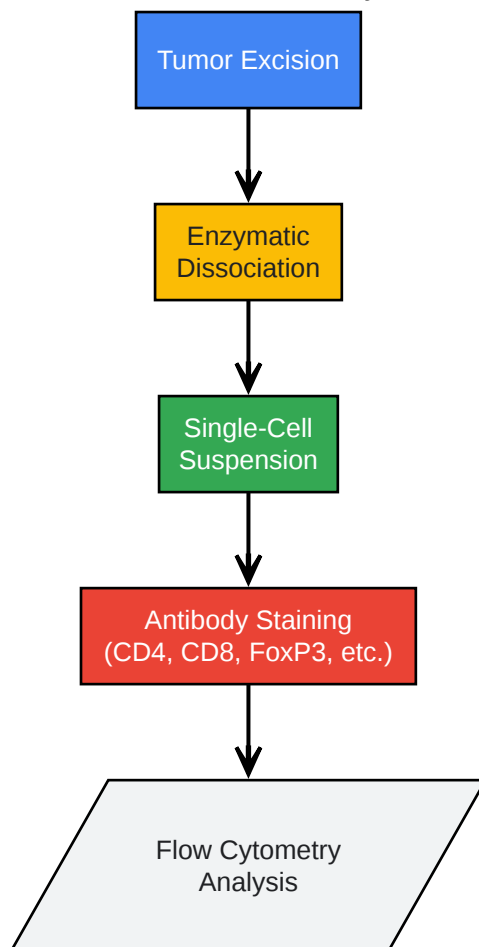 Tumor Excision
Enzymatic
Dissociation
Single-Cell
Suspension
Antibody Staining
(CD4, CD8, FoxP3, etc.)
Flow Cytometry
Analysis